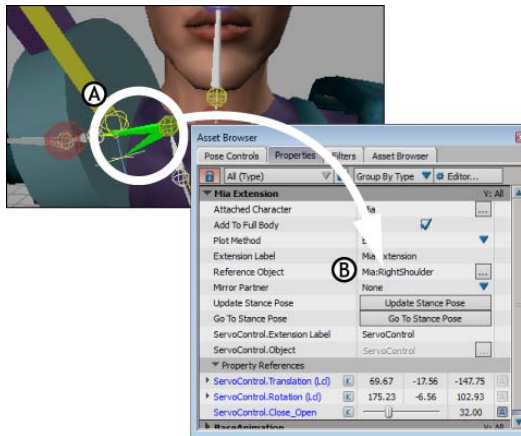 A
Asset Browser
Pose Controls Properties Filters Asset Browser
All (Type) Group By Type Editor...
Mia Extension V: All
Attached Character Mia ...
Add To Full Body
Plot Method
Extension Label Mia Extension
Reference Object B Mia:RightShoulder ...
Mirror Partner None
Update Stance Pose Update Stance Pose
Go To Stance Pose Go To Stance Pose
ServoControl.Extension Label ServoControl
ServoControl.Object ServoControl ...
Property References
ServoControl.Translation (Lcl) K 69.67 -17.56 -147.75 A
ServoControl.Rotation (Lcl) K 175.23 -6.56 102.93 A
ServoControl.Close_Open K 32.00 A
BaseAnimation V: All